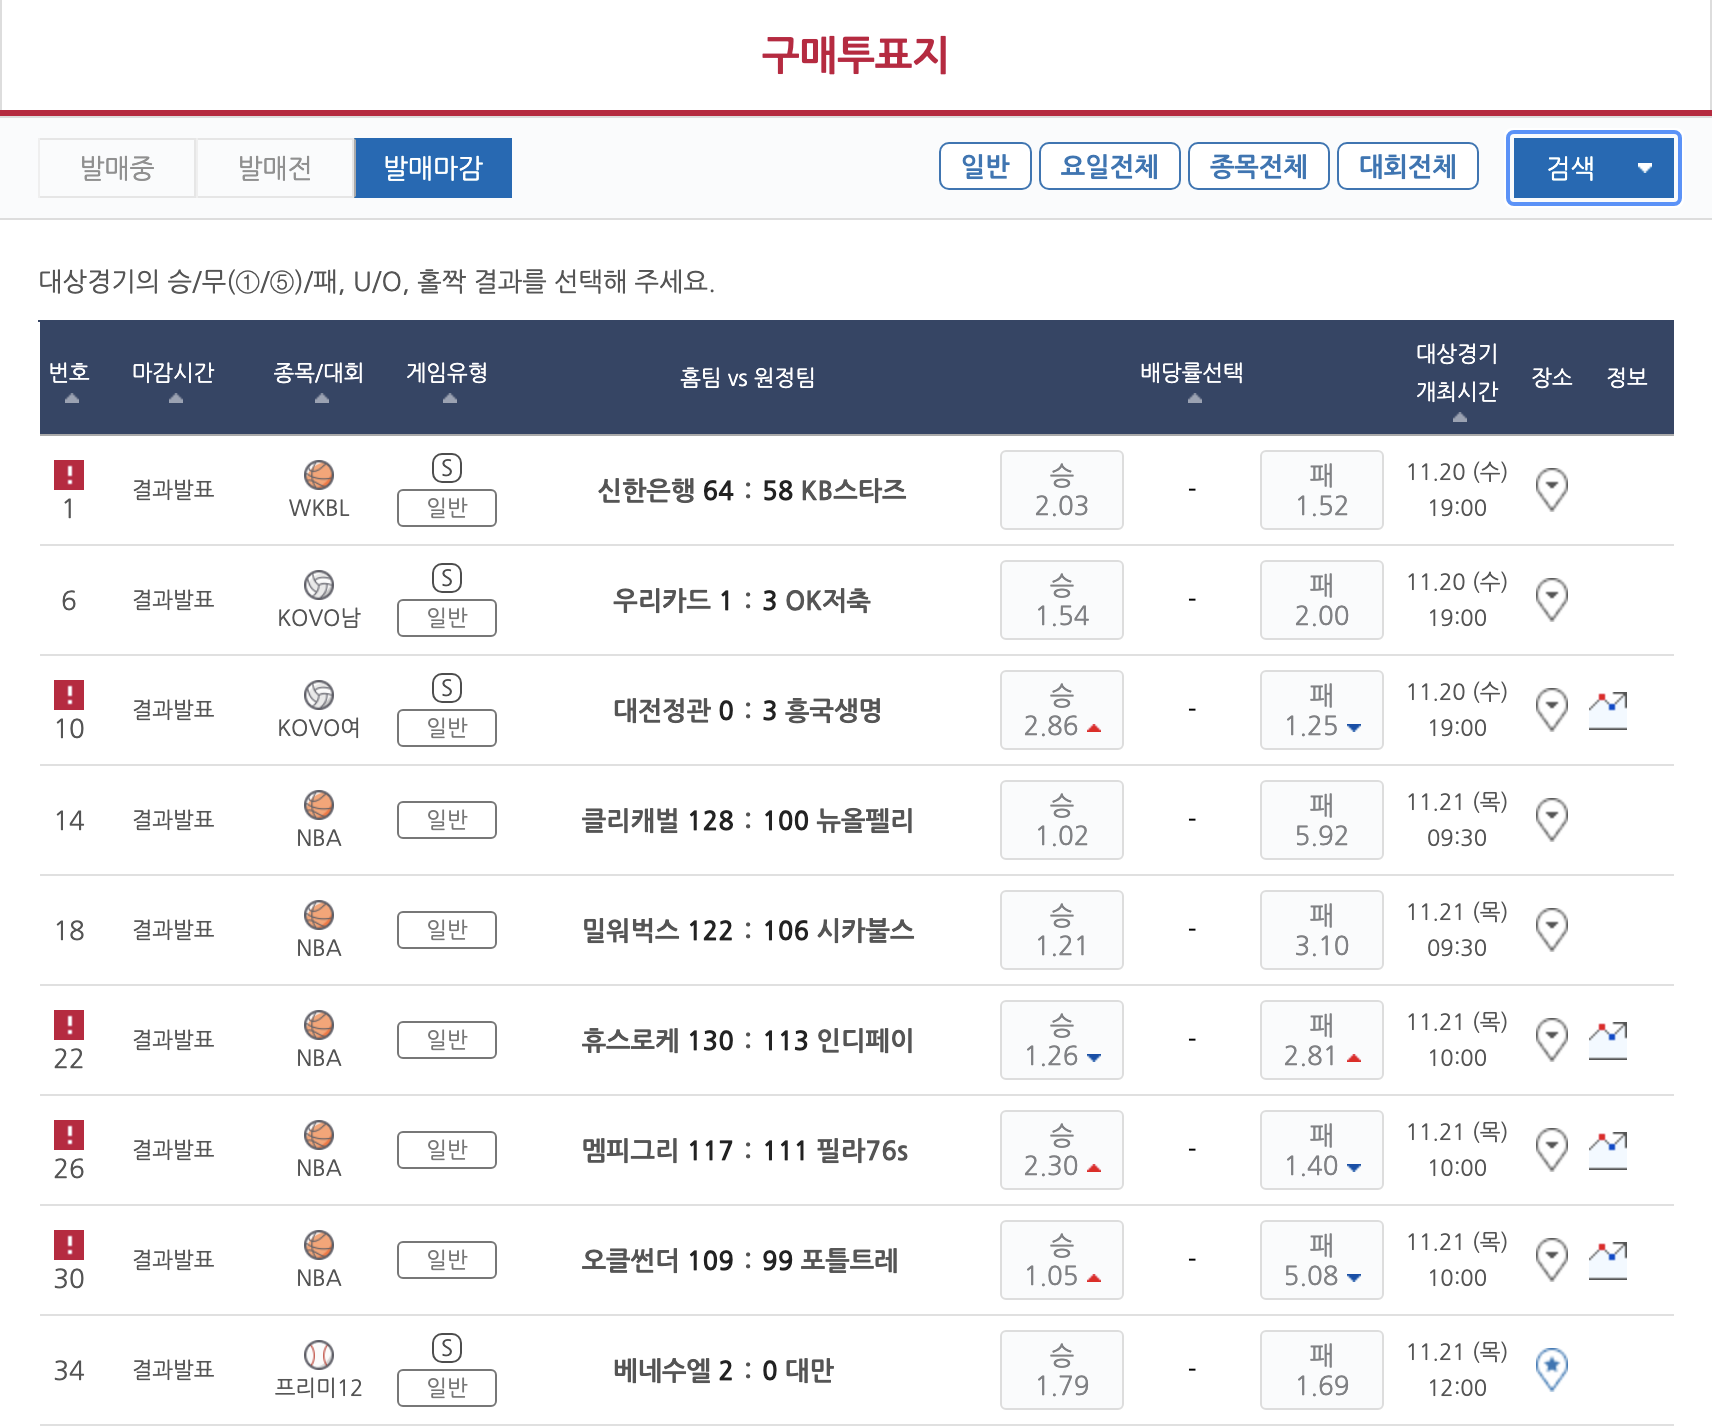 구매투표지
발매중 발매전 발매마감 일반 요일전체 종목전체 대회전체 검색
대상경기의 승/무(①/⑤)/패, U/O, 홀짝 결과를 선택해 주세요.
번호 마감시간 종목/대회 게임유형 홈팀 vs 원정팀 배당률선택 대상경기 개최시간 장소 정보
! 1 결과발표 WKBL S 일반 신한은행 64 : 58 KB스타즈 승 2.03 - 패 1.52 11.20 (수) 19:00
6 결과발표 KOVO남 S 일반 우리카드 1 : 3 OK저축 승 1.54 - 패 2.00 11.20 (수) 19:00
! 10 결과발표 KOVO여 S 일반 대전정관 0 : 3 흥국생명 승 2.86 - 패 1.25 11.20 (수) 19:00
14 결과발표 NBA 일반 클리캐벌 128 : 100 뉴올펠리 승 1.02 - 패 5.92 11.21 (목) 09:30
18 결과발표 NBA 일반 밀워벅스 122 : 106 시카불스 승 1.21 - 패 3.10 11.21 (목) 09:30
! 22 결과발표 NBA 일반 휴스로케 130 : 113 인디페이 승 1.26 - 패 2.81 11.21 (목) 10:00
! 26 결과발표 NBA 일반 멤피그리 117 : 111 필라76s 승 2.30 - 패 1.40 11.21 (목) 10:00
! 30 결과발표 NBA 일반 오클썬더 109 : 99 포틀트레 승 1.05 - 패 5.08 11.21 (목) 10:00
34 결과발표 프리미12 S 일반 베네수엘 2 : 0 대만 승 1.79 - 패 1.69 11.21 (목) 12:00